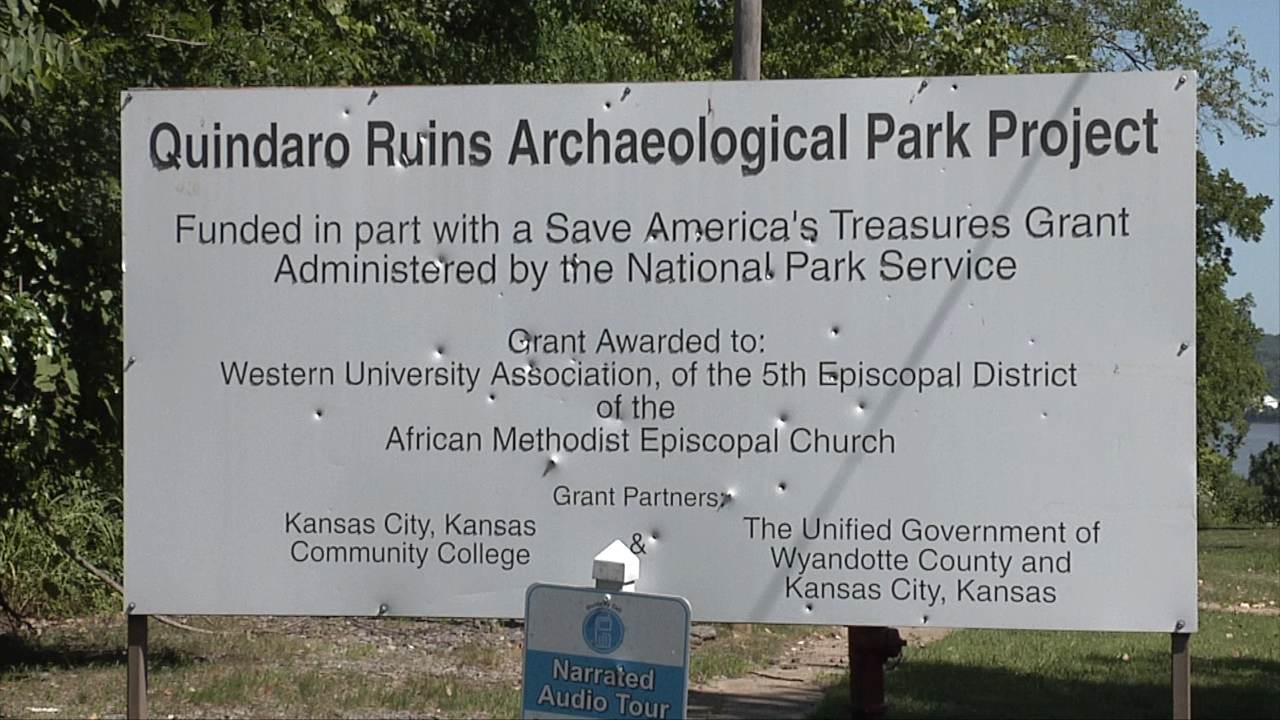 Quindaro Ruins Archaeological Park Project
Funded in part with a Save America's Treasures Grant
Administered by the National Park Service
Grant Awarded to:
Western University Association, of the 5th Episcopal District
of the
African Methodist Episcopal Church
Grant Partners:
Kansas City, Kansas
Community College
&
The Unified Government of
Wyandotte County and
Kansas City, Kansas
Narrated
Audio Tour